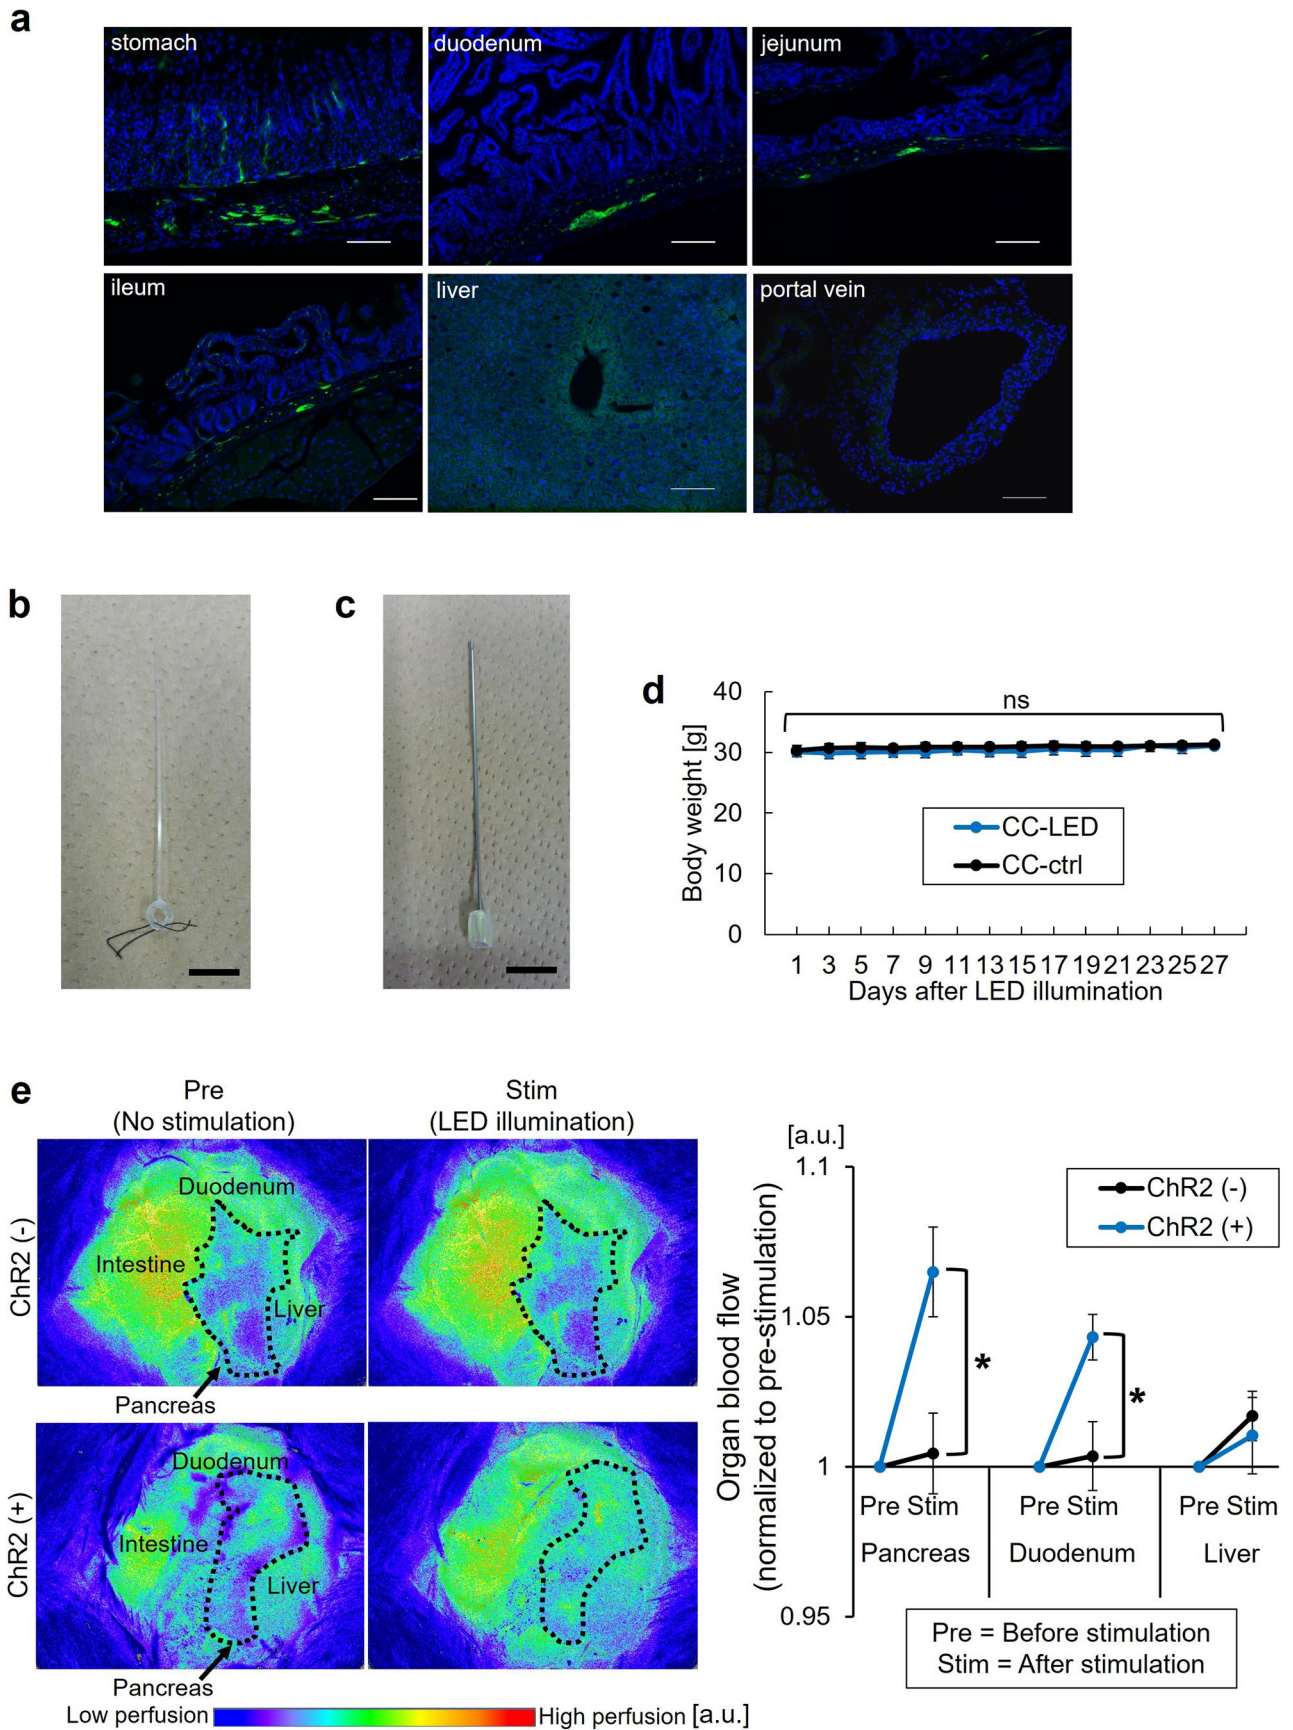 a
stomach
duodenum
jejunum
ileum
liver
portal vein
b
c
d
40
30
20
10
0
Body weight [g]
ns
CC-LED
CC-ctrl
1 3 5 7 9 11 13 15 17 19 21 23 25 27
Days after LED illumination
e
Pre
(No stimulation)
Stim
(LED illumination)
ChR2 (-)
Duodenum
Intestine
Liver
Pancreas
ChR2 (+)
Duodenum
Intestine
Liver
Pancreas
Low perfusion
High perfusion [a.u.]
[a.u.]
1.1
1.05
1
0.95
Organ blood flow
(normalized to pre-stimulation)
ChR2 (-)
ChR2 (+)
*
*
Pre Stim
Pre Stim
Pre Stim
Pancreas
Duodenum
Liver
Pre = Before stimulation
Stim = After stimulation